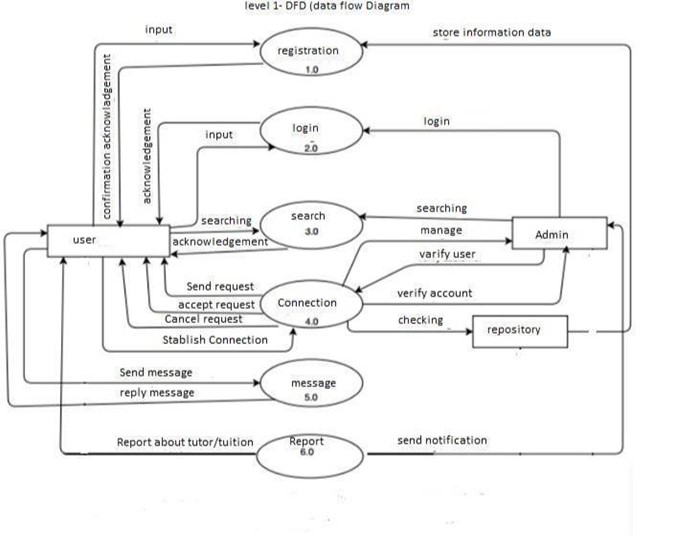 level 1- DFD (data flow Diagram
input
store information data
registration
1.0
confirmation acknowladgement
acknowledgement
login
2.0
input
login
searching
search
3.0
searching
user
acknowledgement
manage
Admin
varify user
Send request
accept request
Connection
4.0
verify account
Cancel request
checking
repository
Stablish Connection
Send message
message
5.0
reply message
Report about tutor/tuition
Report
6.0
send notification